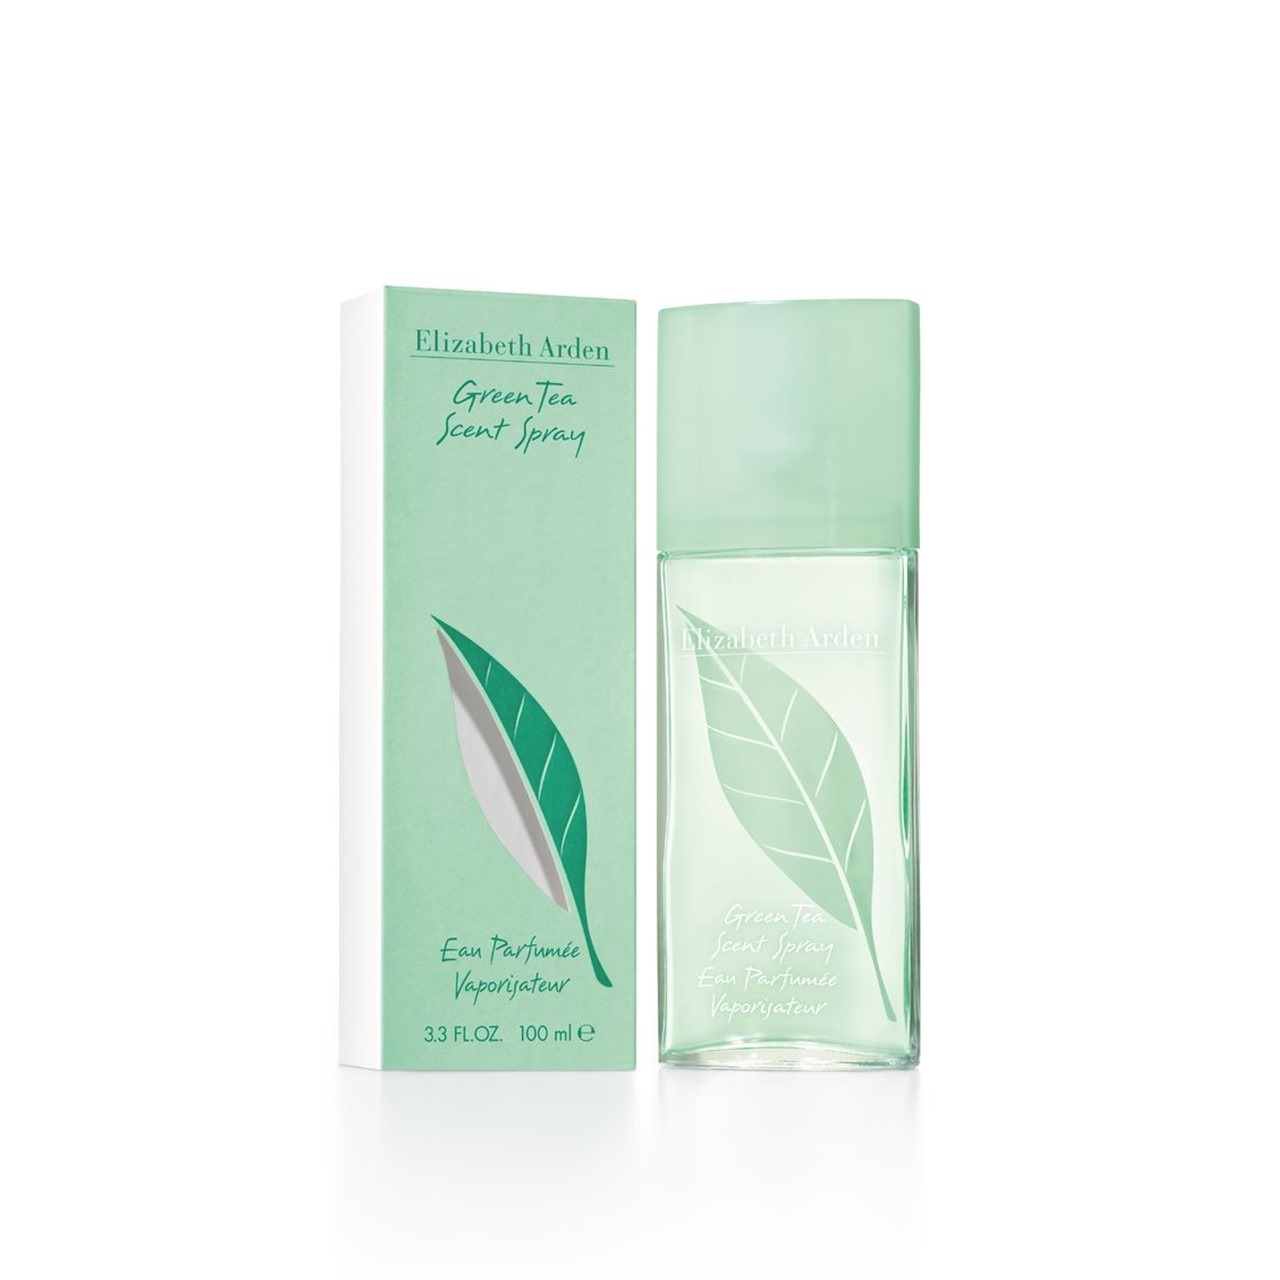 Elizabeth Arden
Green Tea
Scent Spray
Eau Parfumée
Vaporisateur
3.3 FL.OZ. 100 ml ℮
Elizabeth Arden
Green Tea
Scent Spray
Eau Parfumée
Vaporisateur